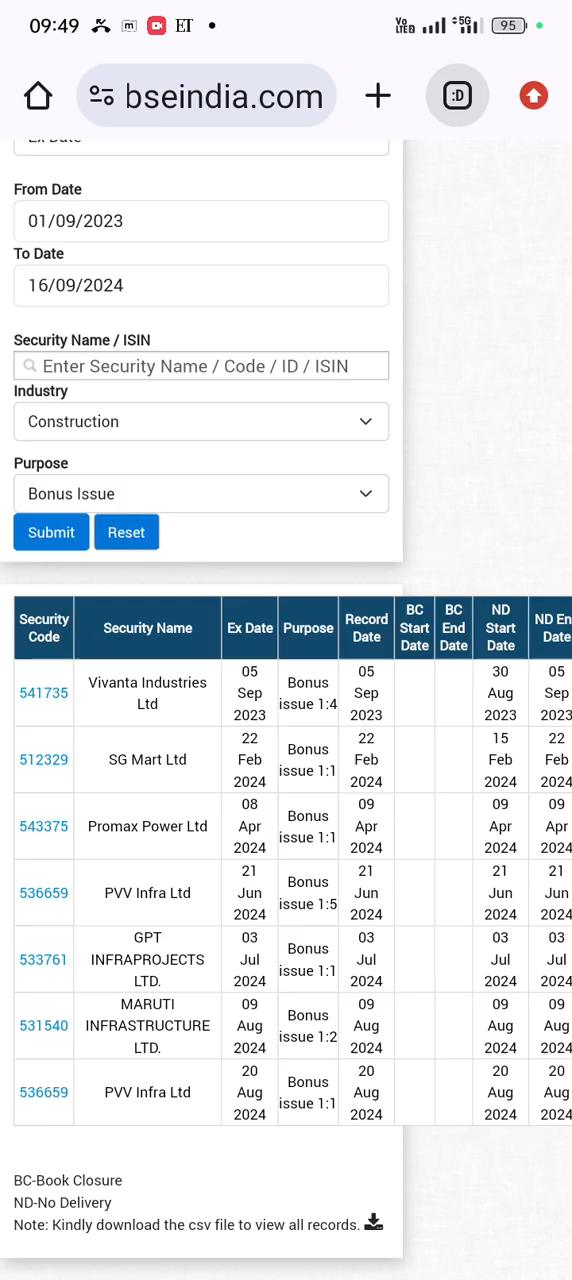 09:49 m ET Vo LTE 2 5G 95
bseindia.com :D
Ex Date
From Date
01/09/2023
To Date
16/09/2024
Security Name / ISIN
Enter Security Name / Code / ID / ISIN
Industry
Construction
Purpose
Bonus Issue
Submit Reset
Security Code Security Name Ex Date Purpose Record Date BC Start Date BC End Date ND Start Date ND En Date
541735 Vivanta Industries Ltd 05 Sep 2023 Bonus issue 1:4 05 Sep 2023 30 Aug 2023 05 Sep 2023
512329 SG Mart Ltd 22 Feb 2024 Bonus issue 1:1 22 Feb 2024 15 Feb 2024 22 Feb 2024
543375 Promax Power Ltd 08 Apr 2024 Bonus issue 1:1 09 Apr 2024 09 Apr 2024 09 Apr 2024
536659 PVV Infra Ltd 21 Jun 2024 Bonus issue 1:5 21 Jun 2024 21 Jun 2024 21 Jun 2024
533761 GPT INFRAPROJECTS LTD. 03 Jul 2024 Bonus issue 1:1 03 Jul 2024 03 Jul 2024 03 Jul 2024
531540 MARUTI INFRASTRUCTURE LTD. 09 Aug 2024 Bonus issue 1:2 09 Aug 2024 09 Aug 2024 09 Aug 2024
536659 PVV Infra Ltd 20 Aug 2024 Bonus issue 1:1 20 Aug 2024 20 Aug 2024 20 Aug 2024
BC-Book Closure
ND-No Delivery
Note: Kindly download the csv file to view all records.